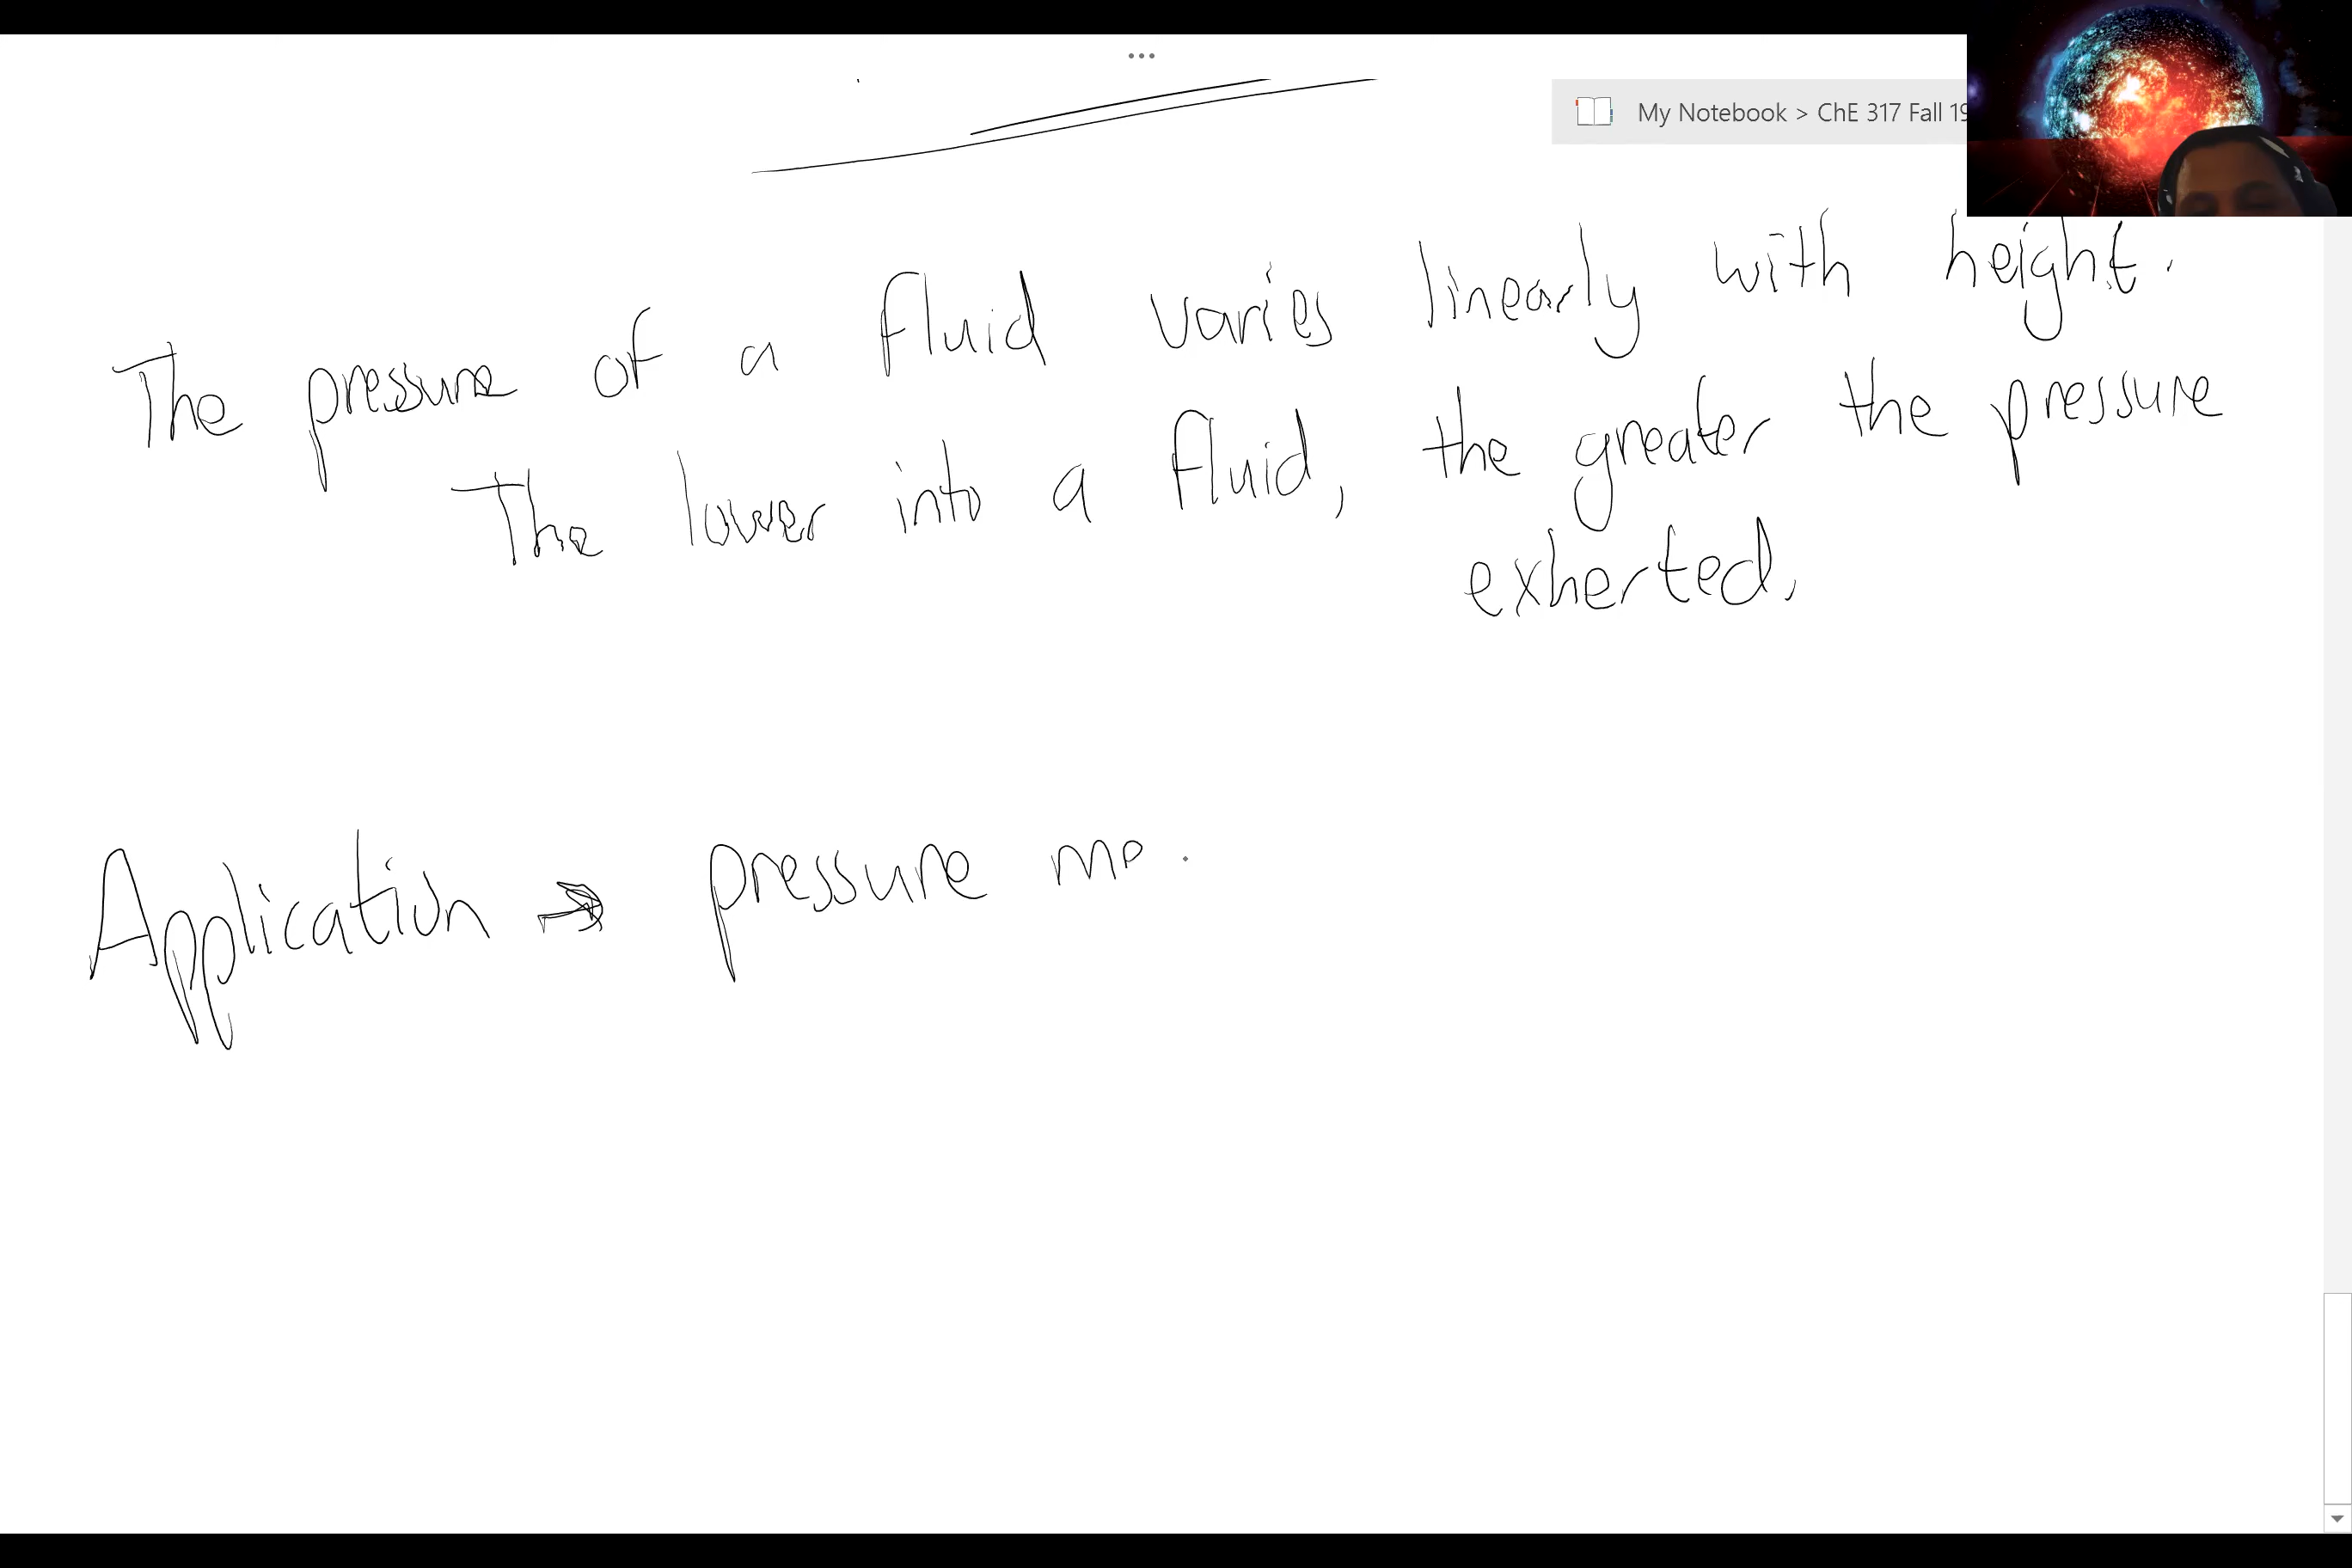 My Notebook > ChE 317 Fall 19
The pressure of a fluid varies linearly with height.
The lower into a fluid, the greater the pressure
exherted.
Application → pressure me